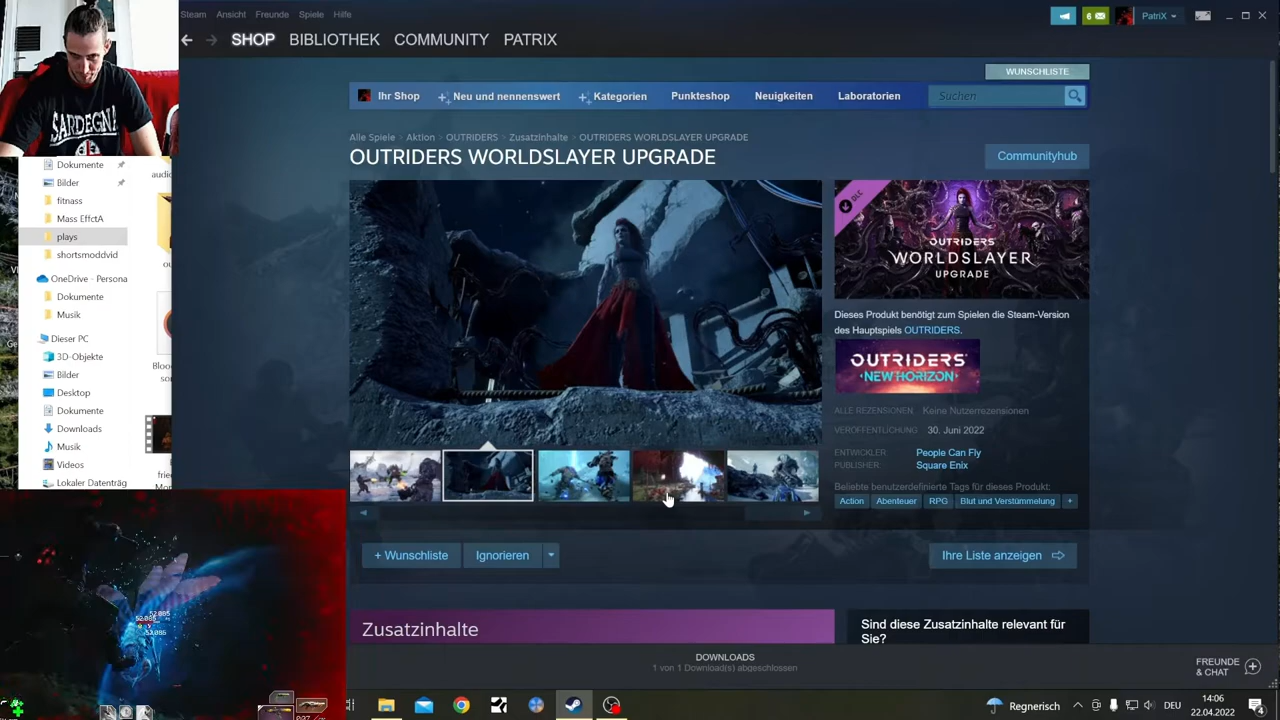 Steam Ansicht Freunde Spiele Hilfe
6
PatriX
SHOP BIBLIOTHEK COMMUNITY PATRIX
WUNSCHLISTE
Ihr Shop Neu und nennenswert Kategorien Punkteshop Neuigkeiten Laboratorien Suchen
Alle Spiele > Aktion > OUTRIDERS > Zusatzinhalte > OUTRIDERS WORLDSLAYER UPGRADE
OUTRIDERS WORLDSLAYER UPGRADE
Communityhub
SARDEGNA
Dokumente
Bilder
fitnass
Mass EffctA
plays
shortsmoddvid
OneDrive - Persona
Dokumente
Musik
Dieser PC
3D-Objekte
Bilder
Desktop
Dokumente
Downloads
Musik
Videos
Lokaler Datenträg
DLC
OUTRIDERS
WORLDSLAYER
UPGRADE
Dieses Produkt benötigt zum Spielen die Steam-Version
des Hauptspiels OUTRIDERS.
OUTRIDERS
NEW HORIZON
ALLE REZENSIONEN Keine Nutzerrezensionen
VERÖFFENTLICHUNG 30. Juni 2022
ENTWICKLER: People Can Fly
PUBLISHER: Square Enix
Beliebte benutzerdefinierte Tags für dieses Produkt:
Action Abenteuer RPG Blut und Verstümmelung +
+ Wunschliste Ignorieren Ihre Liste anzeigen
Zusatzinhalte
Sind diese Zusatzinhalte relevant für
Sie?
52.085
DOWNLOADS
1 von 1 Download(s) abgeschlossen
FREUNDE
& CHAT
Regnerisch DEU
14:06
22.04.2022
4